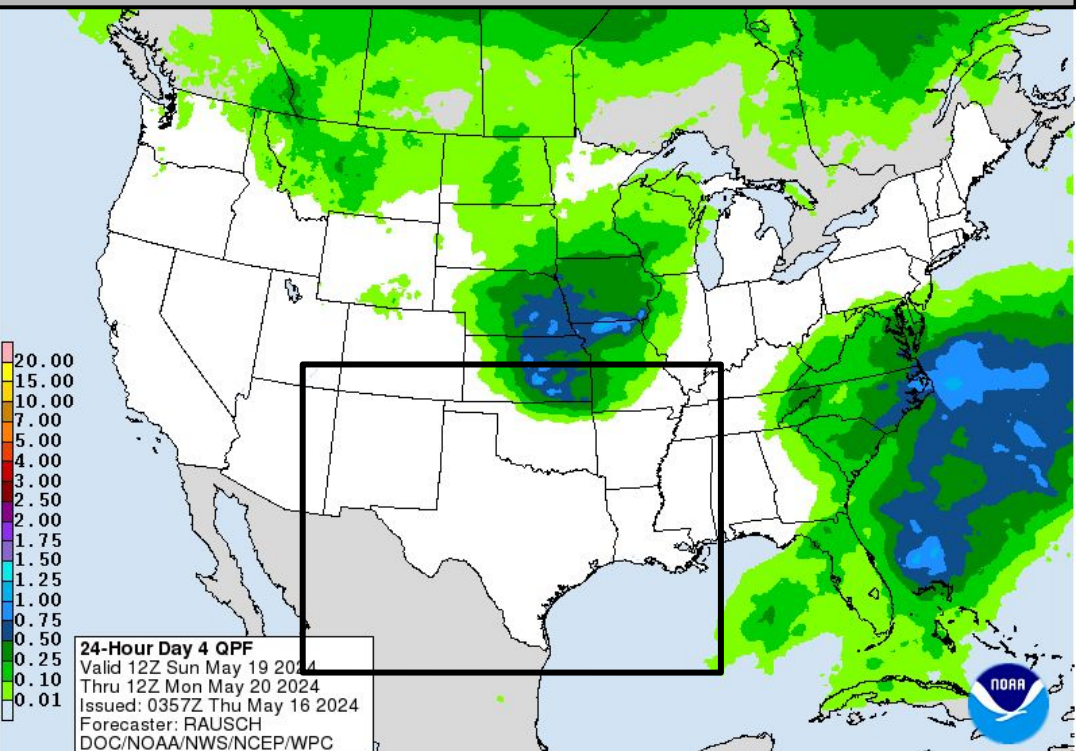 20.00
15.00
10.00
7.00
5.00
4.00
3.00
2.50
2.00
1.75
1.50
1.25
1.00
0.75
0.50
0.25
0.10
0.01
24-Hour Day 4 QPF
Valid 12Z Sun May 19 2024
Thru 12Z Mon May 20 2024
Issued: 0357Z Thu May 16 2024
Forecaster: RAUSCH
DOC/NOAA/NWS/NCEP/WPC
NOAA